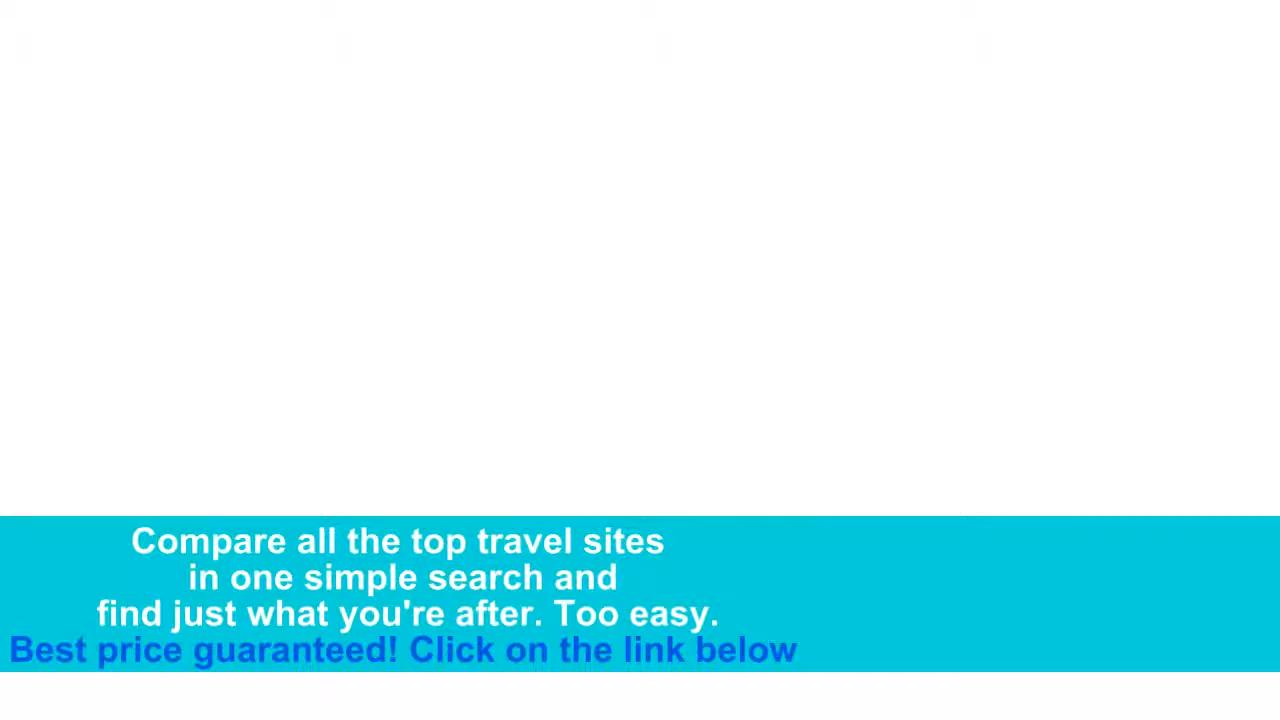 Compare all the top travel sites
in one simple search and
find just what you're after. Too easy.
Best price guaranteed! Click on the link below